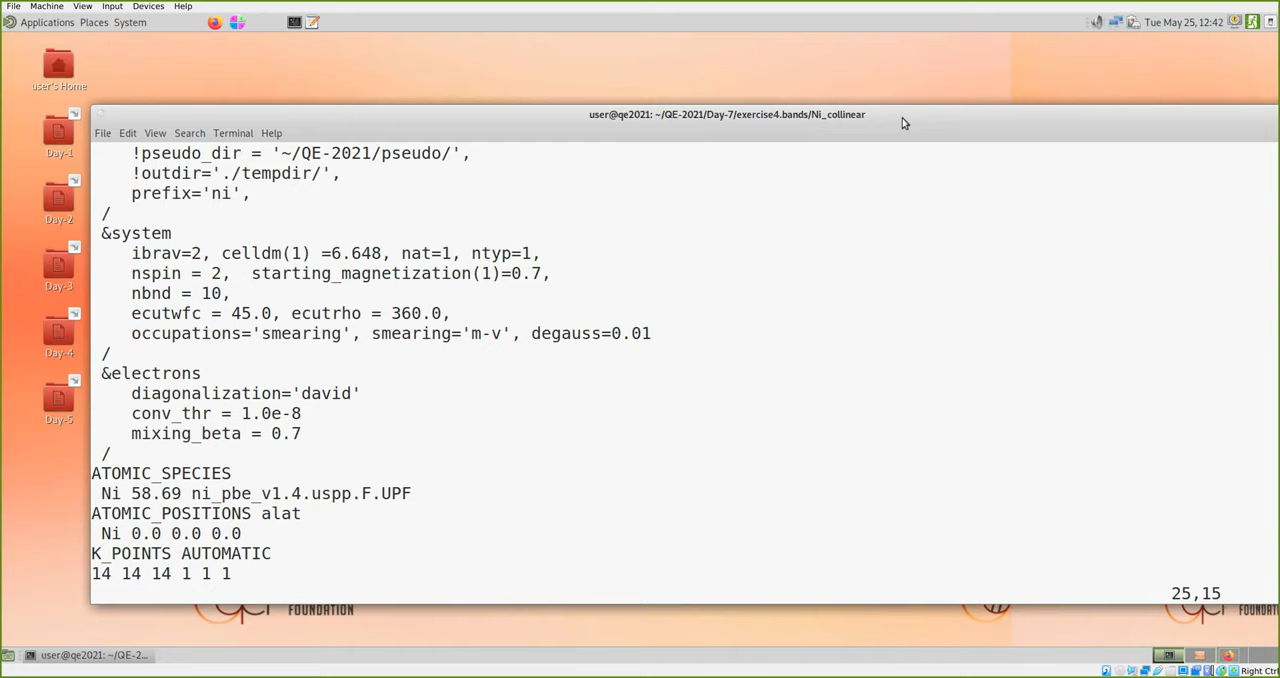 File Machine View Input Devices Help
Applications Places System
Tue May 25, 12:42
user's Home
Day-1
Day-2
Day-3
Day-4
Day-5
user@qe2021: ~/QE-2021/Day-7/exercise4.bands/Ni_collinear
File Edit View Search Terminal Help
!pseudo_dir = '~/QE-2021/pseudo/',
!outdir='./tempdir/',
prefix='ni',
/
&system
ibrav=2, celldm(1) =6.648, nat=1, ntyp=1,
nspin = 2, starting_magnetization(1)=0.7,
nbnd = 10,
ecutwfc = 45.0, ecutrho = 360.0,
occupations='smearing', smearing='m-v', degauss=0.01
/
&electrons
diagonalization='david'
conv_thr = 1.0e-8
mixing_beta = 0.7
/
ATOMIC_SPECIES
Ni 58.69 ni_pbe_v1.4.uspp.F.UPF
ATOMIC_POSITIONS alat
Ni 0.0 0.0 0.0
K_POINTS AUTOMATIC
14 14 14 1 1 1
25,15
FOUNDATION
user@qe2021: ~/QE-2...
Right Ctrl